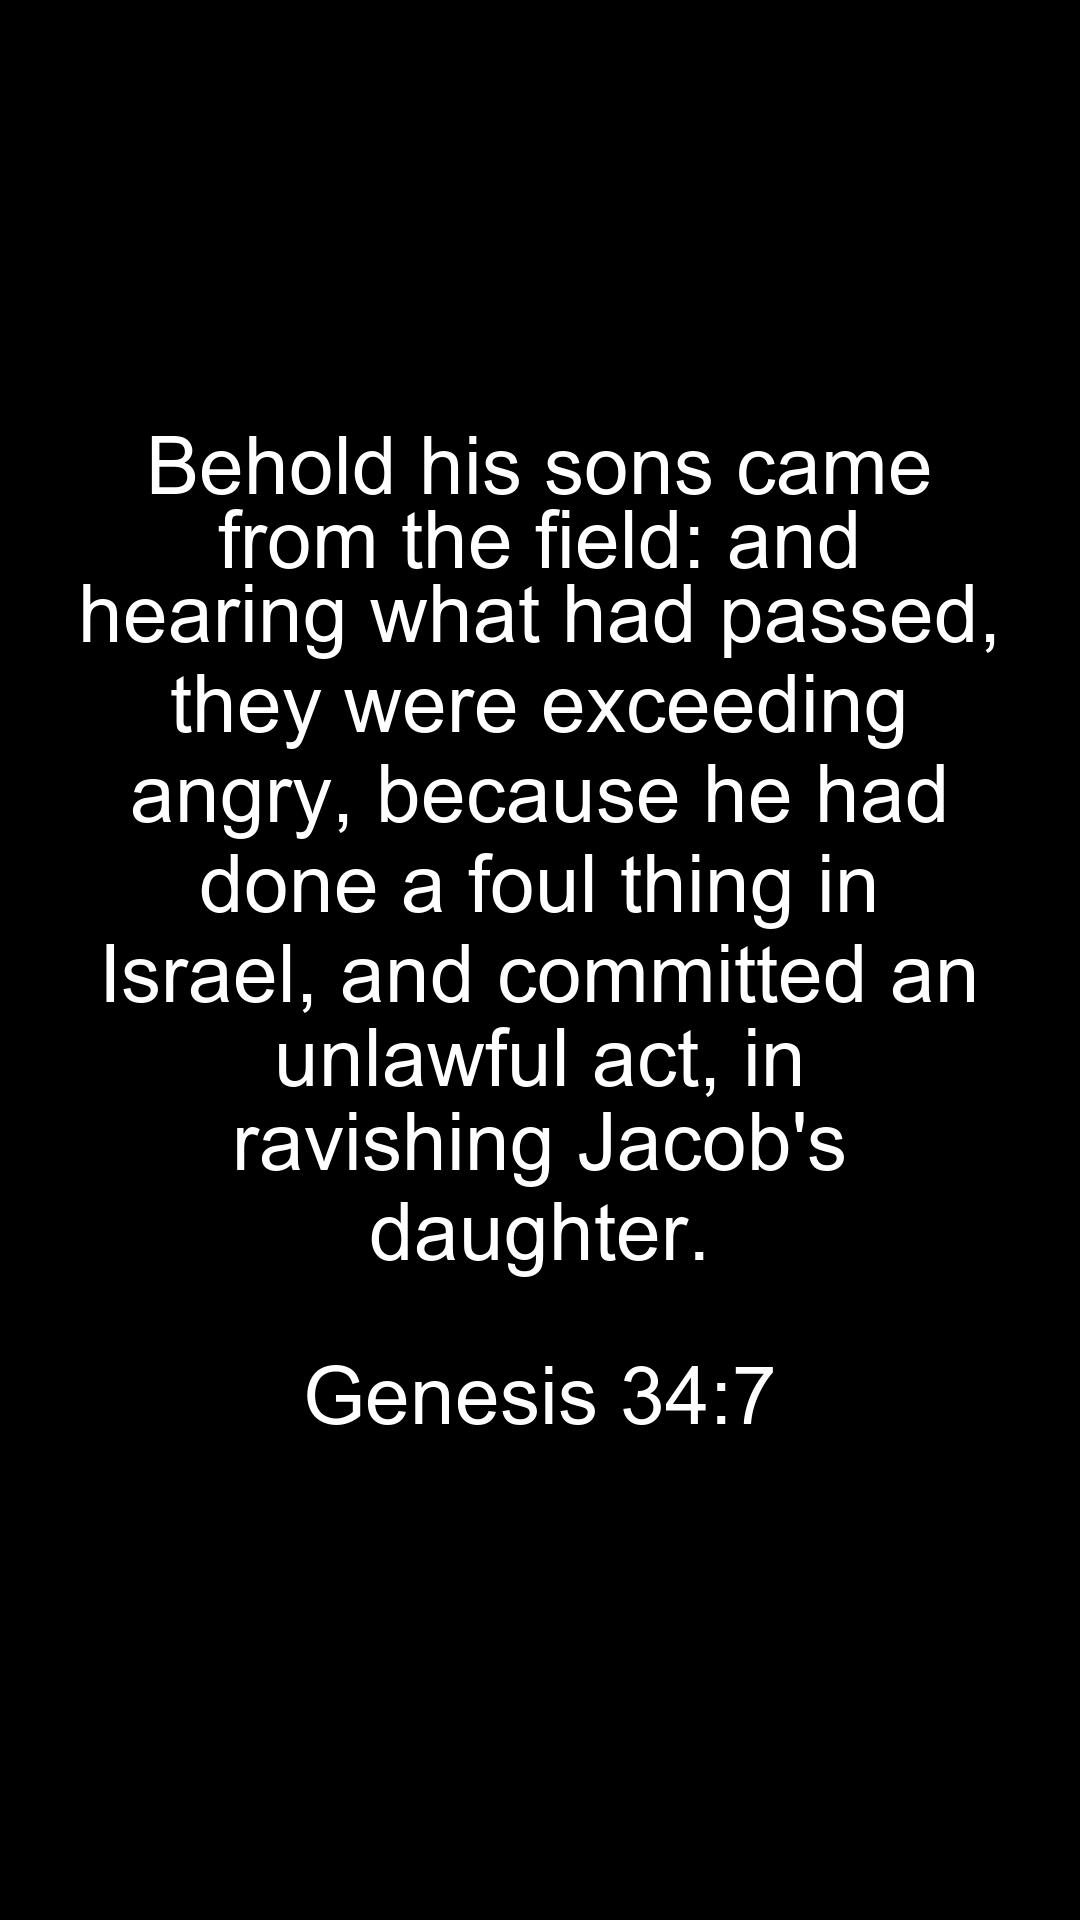 Behold his sons came
from the field: and
hearing what had passed,
they were exceeding
angry, because he had
done a foul thing in
Israel, and committed an
unlawful act, in
ravishing Jacob's
daughter.
Genesis 34:7